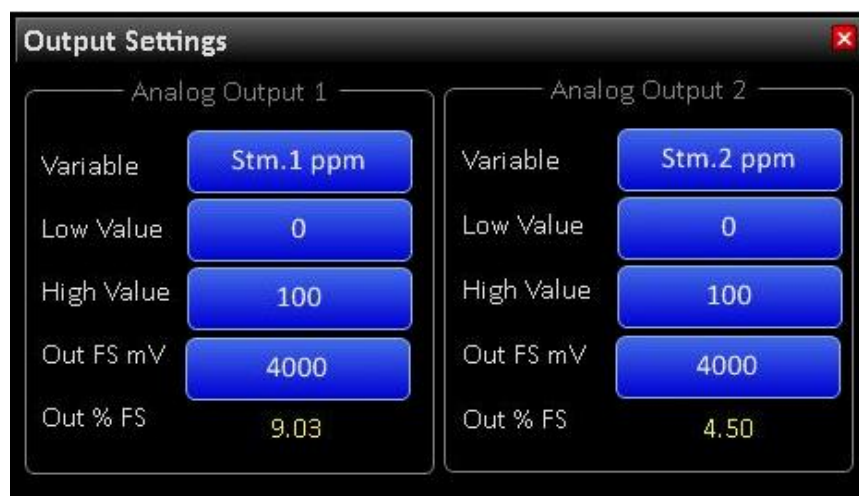 Output Settings
Analog Output 1
Variable Stm.1 ppm
Low Value 0
High Value 100
Out FS mV 4000
Out % FS 9.03
Analog Output 2
Variable Stm.2 ppm
Low Value 0
High Value 100
Out FS mV 4000
Out % FS 4.50